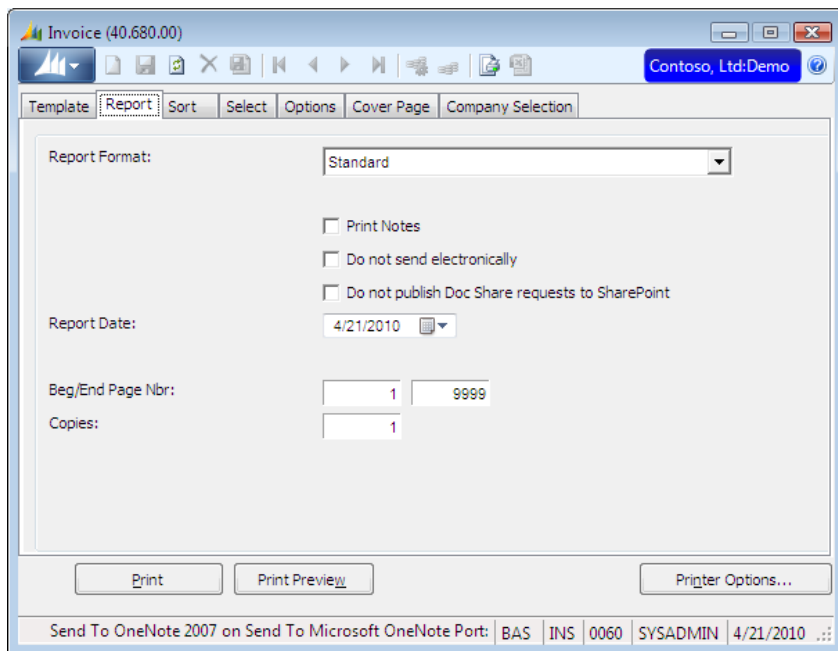 Invoice (40.680.00)
Contoso, Ltd:Demo
Template Report Sort Select Options Cover Page Company Selection
Report Format: Standard
Print Notes
Do not send electronically
Do not publish Doc Share requests to SharePoint
Report Date: 4/21/2010
Beg/End Page Nbr: 1 9999
Copies: 1
Print Print Preview Printer Options...
Send To OneNote 2007 on Send To Microsoft OneNote Port: BAS INS 0060 SYSADMIN 4/21/2010